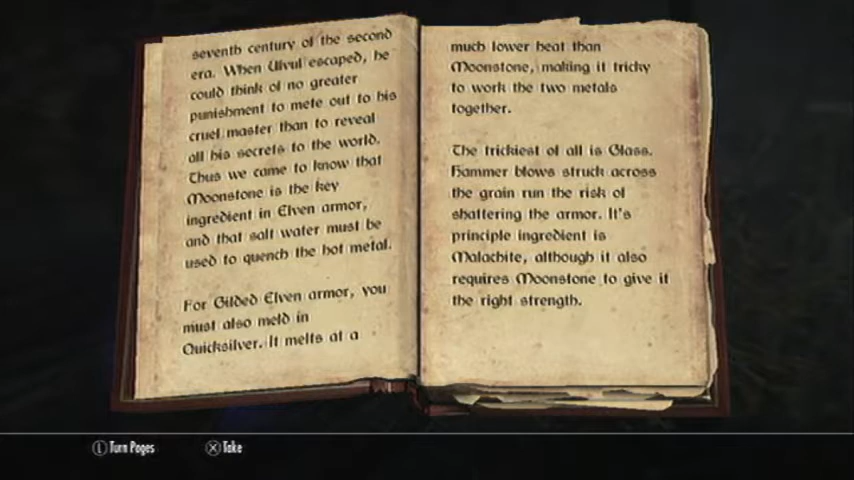 seventh century of the second
era. When Ulvul escaped, he
could think of no greater
punishment to mete out to his
cruel master than to reveal
all his secrets to the world.
Thus we came to know that
Moonstone is the key
ingredient in Elven armor,
and that salt water must be
used to quench the hot metal.
For Gilded Elven armor, you
must also meld in
Quicksilver. It melts at a
much lower heat than
Moonstone, making it tricky
to work the two metals
together.
The trickiest of all is Glass.
Hammer blows struck across
the grain run the risk of
shattering the armor. It's
principle ingredient is
Malachite, although it also
requires Moonstone to give it
the right strength.
L Turn Pages
X Take